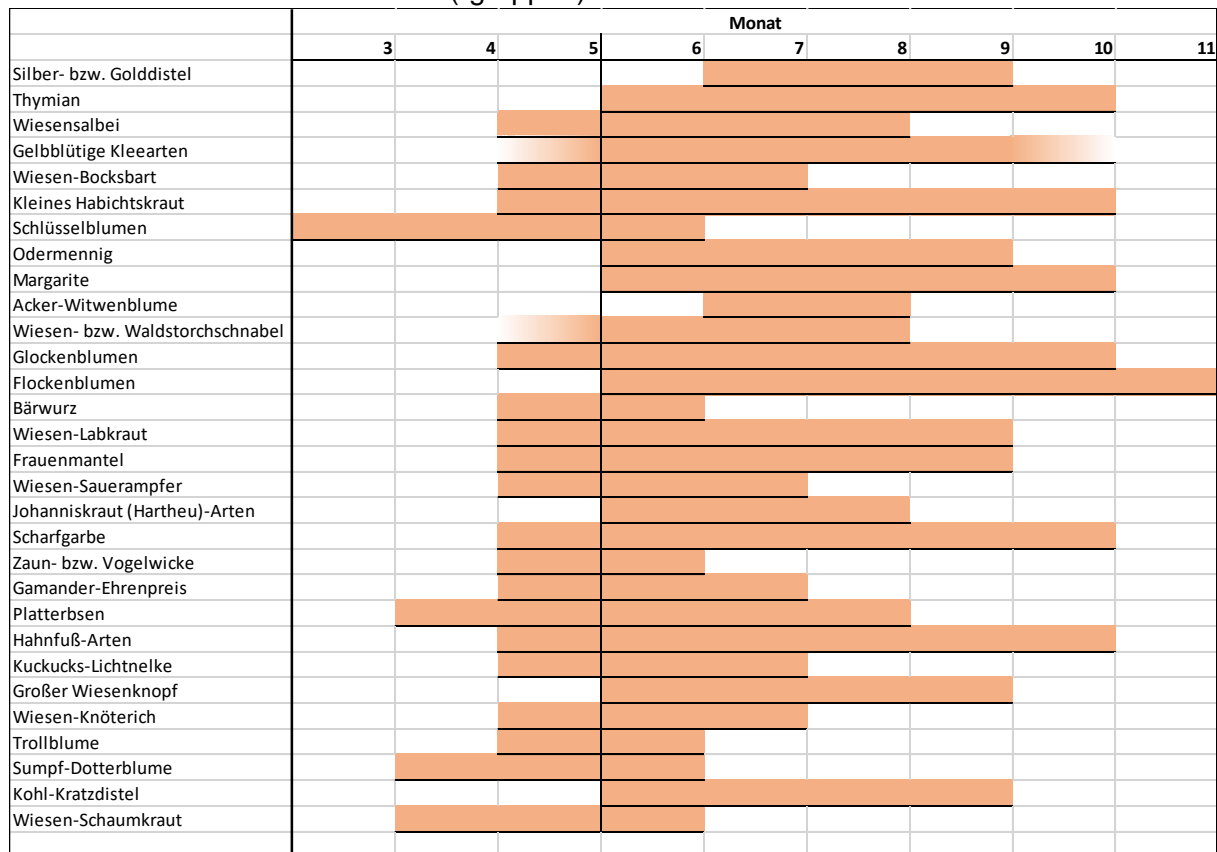 Monat
3 4 5 6 7 8 9 10 11
Silber- bzw. Golddistel
Thymian
Wiesensalbei
Gelbblütige Kleearten
Wiesen-Bocksbart
Kleines Habichtskraut
Schlüsselblumen
Odermennig
Margarite
Acker-Witwenblume
Wiesen- bzw. Waldstorchschnabel
Glockenblumen
Flockenblumen
Bärwurz
Wiesen-Labkraut
Frauenmantel
Wiesen-Sauerampfer
Johanniskraut (Hartheu)-Arten
Scharfgarbe
Zaun- bzw. Vogelwicke
Gamander-Ehrenpreis
Platterbsen
Hahnfuß-Arten
Kuckucks-Lichtnelke
Großer Wiesenknopf
Wiesen-Knöterich
Trollblume
Sumpf-Dotterblume
Kohl-Kratzdistel
Wiesen-Schaumkraut